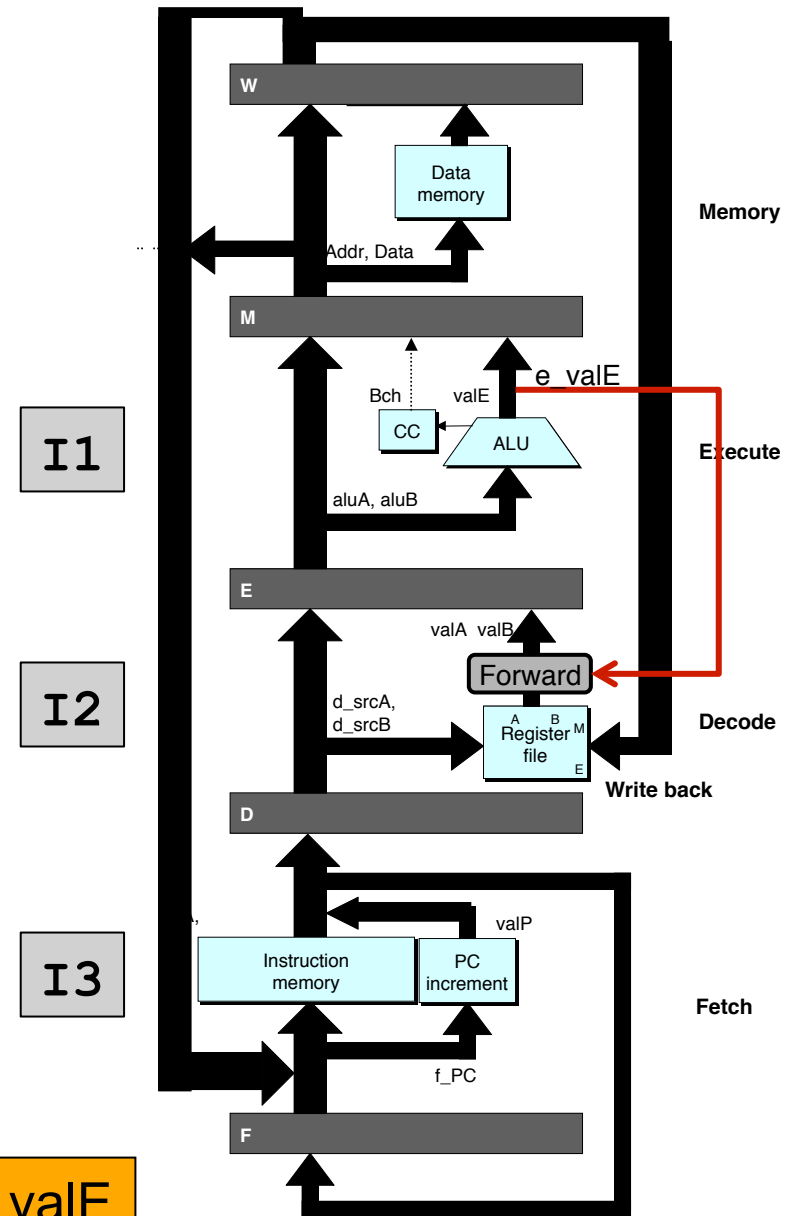 W
Data
memory
Memory
Addr, Data
M
e_valE
Bch
valE
CC
ALU
I1
Execute
aluA, aluB
E
valA valB
Forward
I2
d_srcA,
d_srcB
A B
M
Register
file
E
Decode
Write back
D
valP
I3
Instruction
memory
PC
increment
Fetch
f_PC
F
valE